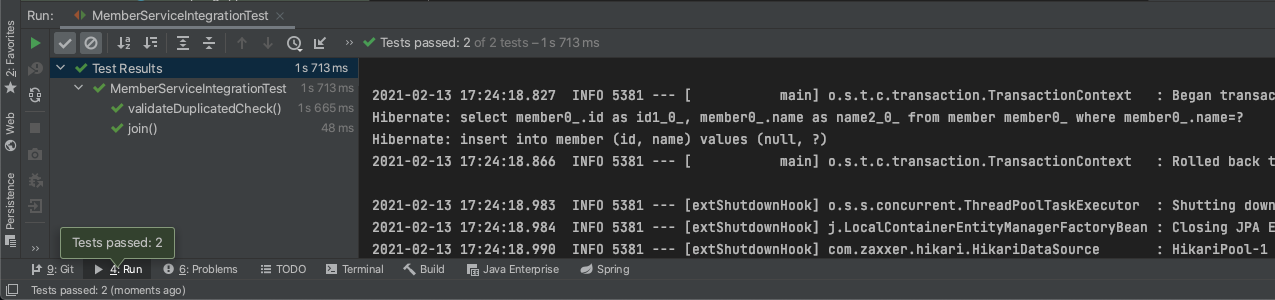 Run: MemberServiceIntegrationTest
Tests passed: 2 of 2 tests – 1 s 713 ms
Test Results 1 s 713 ms
MemberServiceIntegrationTest 1 s 713 ms
validateDuplicatedCheck() 1 s 665 ms
join() 48 ms
2021-02-13 17:24:18.827  INFO 5381 --- [           main] o.s.t.c.transaction.TransactionContext   : Began transac
Hibernate: select member0_.id as id1_0_, member0_.name as name2_0_ from member member0_ where member0_.name=?
Hibernate: insert into member (id, name) values (null, ?)
2021-02-13 17:24:18.866  INFO 5381 --- [           main] o.s.t.c.transaction.TransactionContext   : Rolled back t
2021-02-13 17:24:18.983  INFO 5381 --- [extShutdownHook] o.s.s.concurrent.ThreadPoolTaskExecutor  : Shutting down
2021-02-13 17:24:18.984  INFO 5381 --- [extShutdownHook] j.LocalContainerEntityManagerFactoryBean : Closing JPA E
2021-02-13 17:24:18.990  INFO 5381 --- [extShutdownHook] com.zaxxer.hikari.HikariDataSource       : HikariPool-1
2: Favorites
Web
Persistence
Tests passed: 2
9: Git 4: Run 6: Problems TODO Terminal Build Java Enterprise Spring
Tests passed: 2 (moments ago)